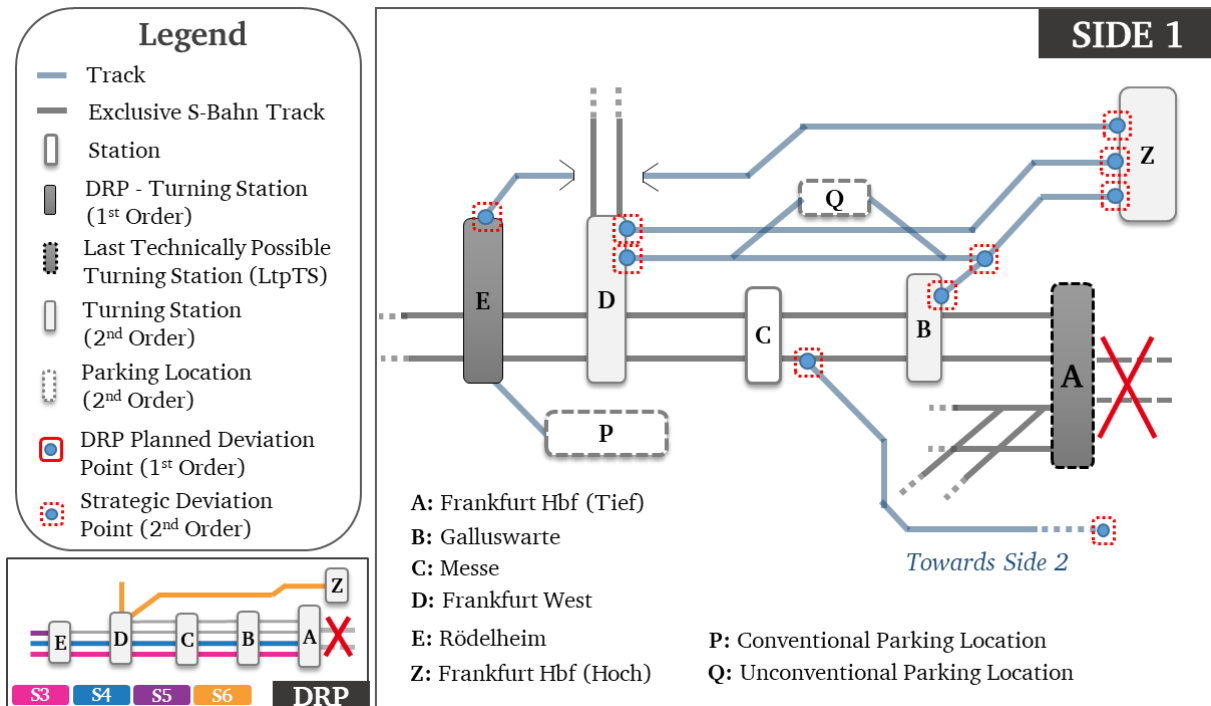 Legend
Track
Exclusive S-Bahn Track
Station
DRP - Turning Station
(1st Order)
Last Technically Possible
Turning Station (LtpTS)
Turning Station
(2nd Order)
Parking Location
(2nd Order)
DRP Planned Deviation
Point (1st Order)
Strategic Deviation
Point (2nd Order)
Z
E
D
C
B
A
S3
S4
S5
S6
DRP
SIDE 1
Z
Q
E
D
C
B
A
P
Towards Side 2
A: Frankfurt Hbf (Tief)
B: Galluswarte
C: Messe
D: Frankfurt West
E: Rödelheim
Z: Frankfurt Hbf (Hoch)
P: Conventional Parking Location
Q: Unconventional Parking Location